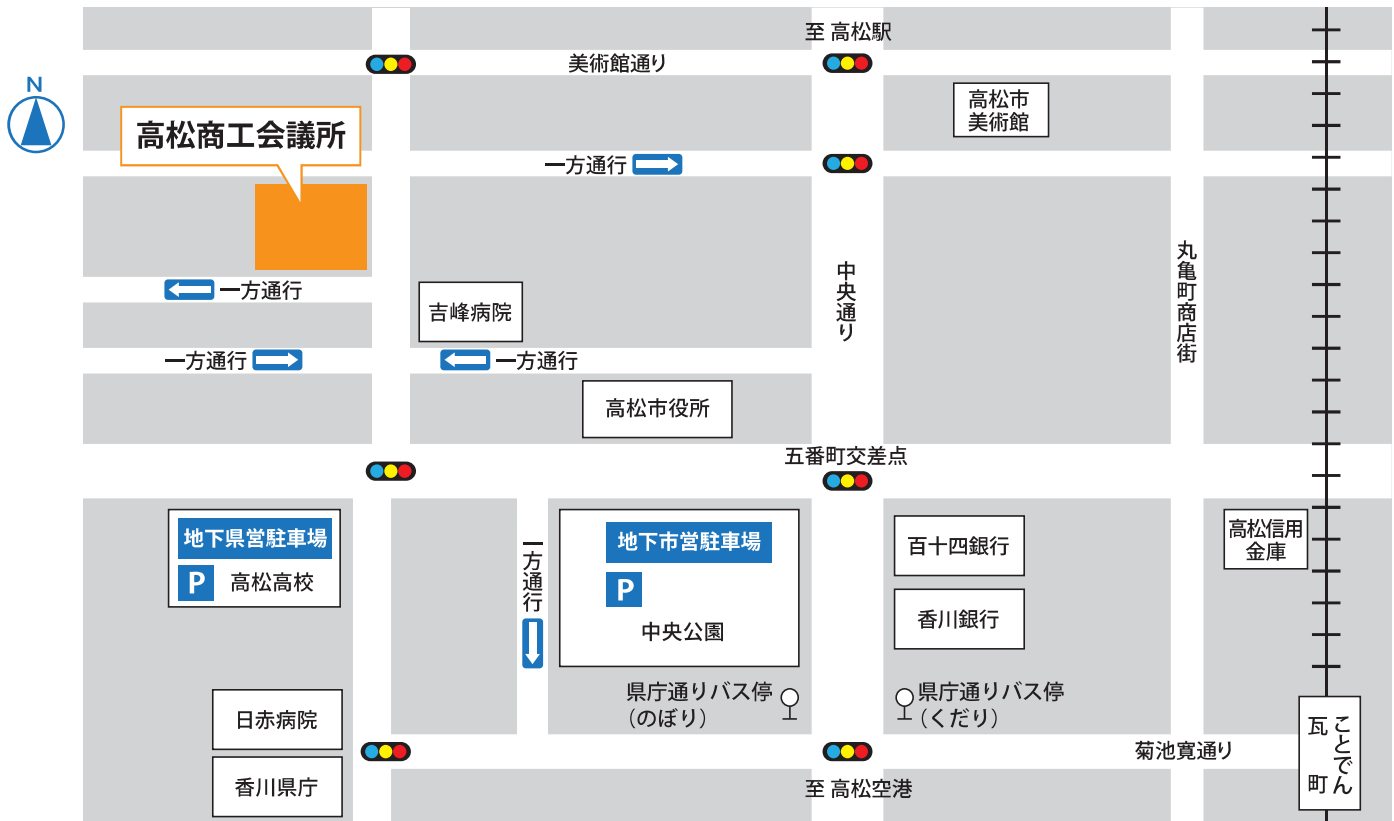 至 高松駅
美術館通り
N
高松市
美術館
高松商工会議所
一方通行
中央通り
丸亀町商店街
一方通行
吉峰病院
一方通行
一方通行
高松市役所
五番町交差点
地下県営駐車場
P
高松高校
一方通行
地下市営駐車場
P
中央公園
百十四銀行
香川銀行
高松信用
金庫
県庁通りバス停
（のぼり）
県庁通りバス停
（くだり）
日赤病院
香川県庁
菊池寛通り
ことでん
瓦町
至 高松空港